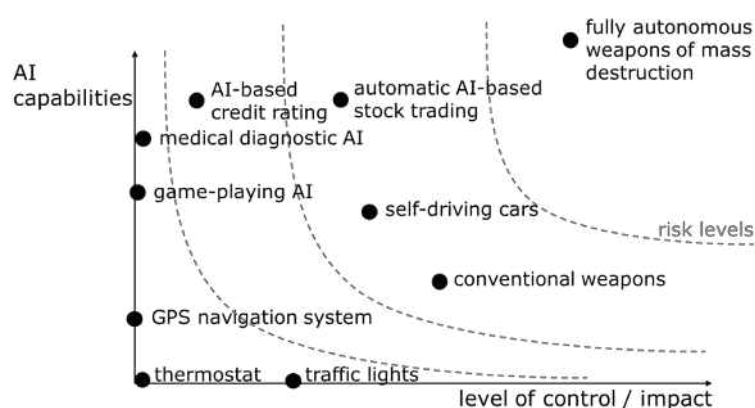 fully autonomous
weapons of mass
destruction
AI
capabilities
AI-based
credit rating
automatic AI-based
stock trading
medical diagnostic AI
game-playing AI
self-driving cars
risk levels
conventional weapons
GPS navigation system
thermostat
traffic lights
level of control / impact